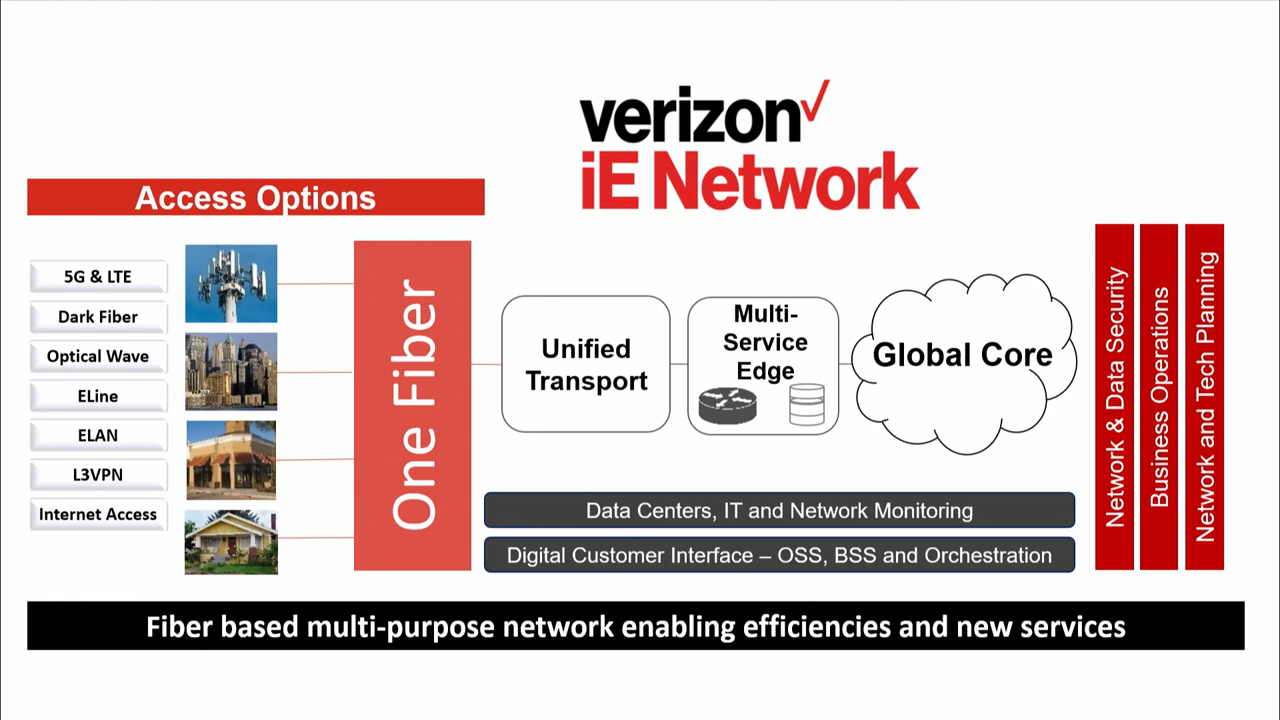 verizon✓
iE Network
Access Options
5G & LTE
Dark Fiber
Optical Wave
ELine
ELAN
L3VPN
Internet Access
One Fiber
Unified
Transport
Multi-
Service
Edge
Global Core
Network & Data Security
Business Operations
Network and Tech Planning
Data Centers, IT and Network Monitoring
Digital Customer Interface – OSS, BSS and Orchestration
Fiber based multi-purpose network enabling efficiencies and new services